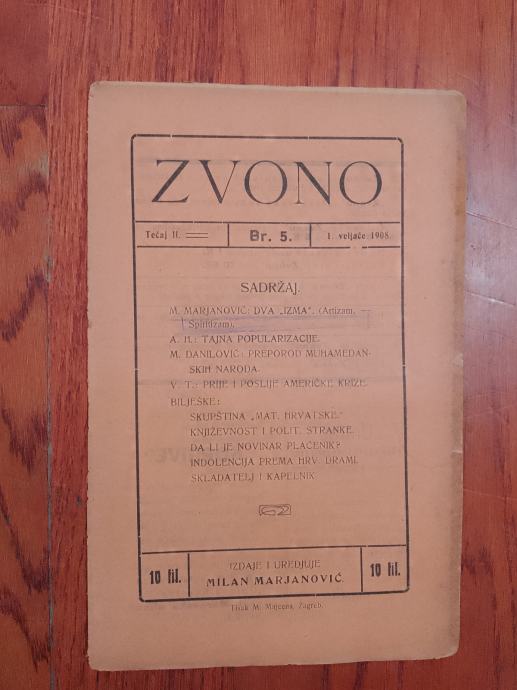 ZVONO
Tečaj II.
Br. 5.
1. veljače 1908.
SADRŽAJ.
M. MARJANOVIĆ: DVA „IZMA“. (Artizam. —
Spiritizam).
A. H.: TAJNA POPULARIZACIJE.
M. DANILOVIĆ: PREPOROD MUHAMEDAN-
SKIH NARODA.
V. T.: PRIJE I POSLIJE AMERIČKE KRIZE.
BILJEŠKE:
SKUPŠTINA „MAT. HRVATSKE.“
KNJIŽEVNOST I POLIT. STRANKE.
DA LI JE NOVINAR PLAĆENIK?
INDOLENCIJA PREMA HRV. DRAMI.
SKLADATELJ I KAPELNIK
10 fil.
IZDAJE I UREDJUJE
MILAN MARJANOVIĆ.
10 fil.
Tisak M. Majcena, Zagreb.